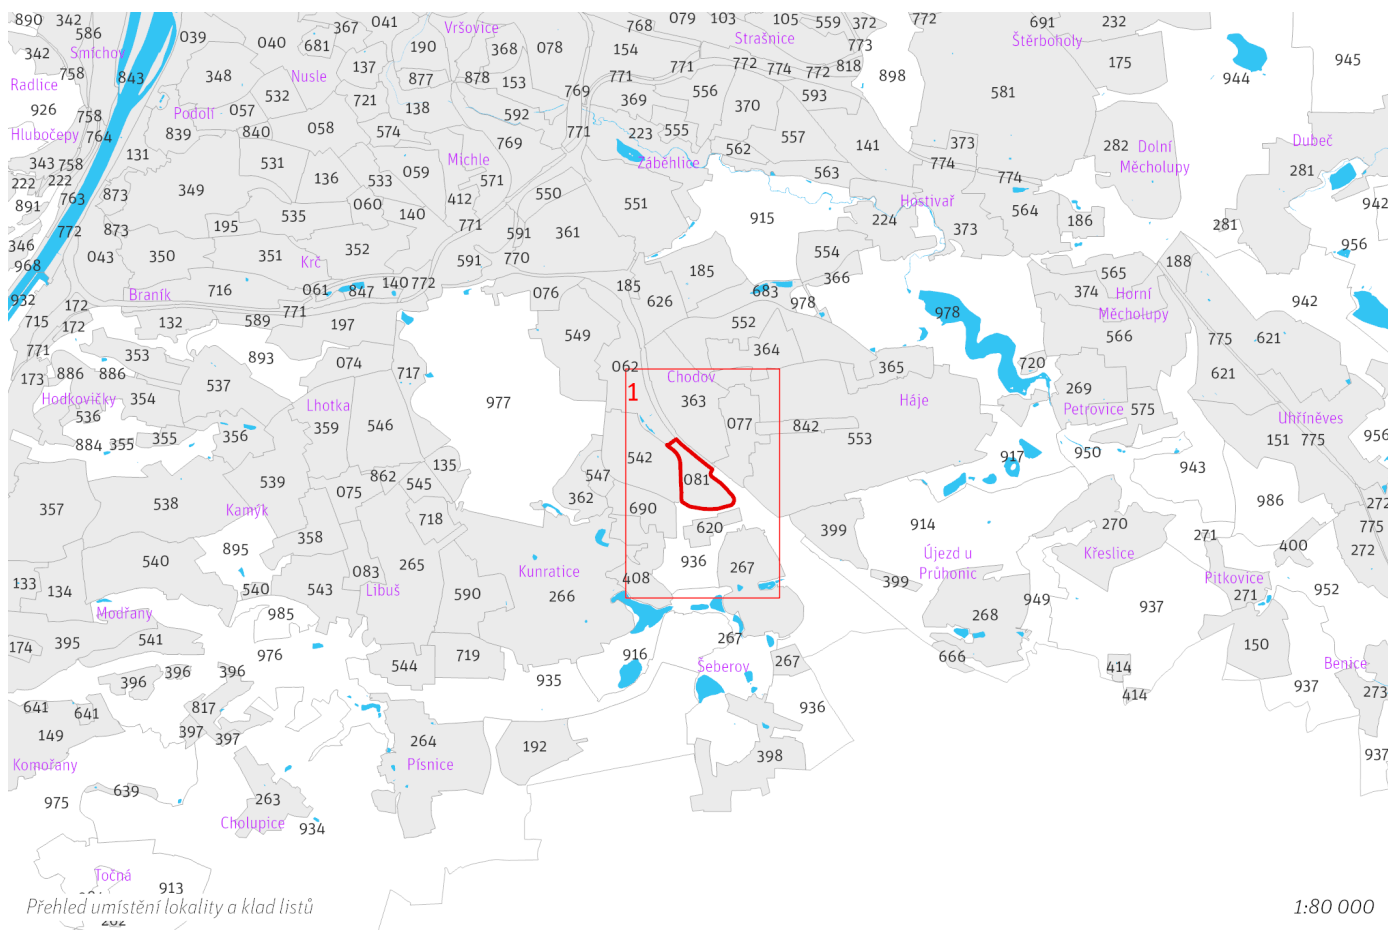 890 342 586 039 040 681 367 041 190 Vršovice 368 078 768 154 079 103 105 559 372 773 772 691 232
Smíchov Strašnice Štěrboholy
342 758 843 348 Nusle 137 877 878 153 769 771 771 772 774 772 818 898 581 175 944 945
Radlice 532 721 138 592 369 556 370 593
926 758 Podolí 057
Hlubočepy 764 839 840 058 574 769 771 223 555 562 557 141 373 282 Dolní Měcholupy Dubeč
343 758 131 531 136 533 059 Michle 571 Záběhlice 563 774 774 281
222 222 763 873 349 060 412 550 551 Hostivař 564 186 942
891 772 873 195 535 140 771 591 361 915 224 373 281 956
346 968 043 350 351 Krč 352 591 770 185 554 366 188
932 172 Braník 716 061 847 140 772 076 185 626 683 978 978 565 374 Horní Měcholupy 942
715 172 132 589 771 197 549 552 566 775 621
771 353 893 074 062 364 365 720 621
173 886 886 537 717 1 Chodov 269
Hodkovičky 354 Lhotka 977 363 Háje Petrovice 575 Uhříněves
536 359 546 077 842 553 151 775 956
884 355 355 356 135 542 917 950 943
357 538 539 862 545 547 081 986 272
Kamýk 075 362 690 718 620 399 914 270 271 400 775
895 358 265 Kunratice 936 267 Újezd u Průhonic Křeslice 272
540 083 408 399 Pitkovice
133 134 540 543 Libuš 590 266 949 937 271 952
Modřany 985 268
174 395 541 976 544 719 916 267 Šeberov 267 666 414 150 Benice
396 396 396 935 936 414 937 273
641 641 817 397 397
149 264 192 398 937
Komořany Písnice
975 639 263
Cholupice 934
Točná
913
Přehled umístění lokality a klad listů 1:80 000